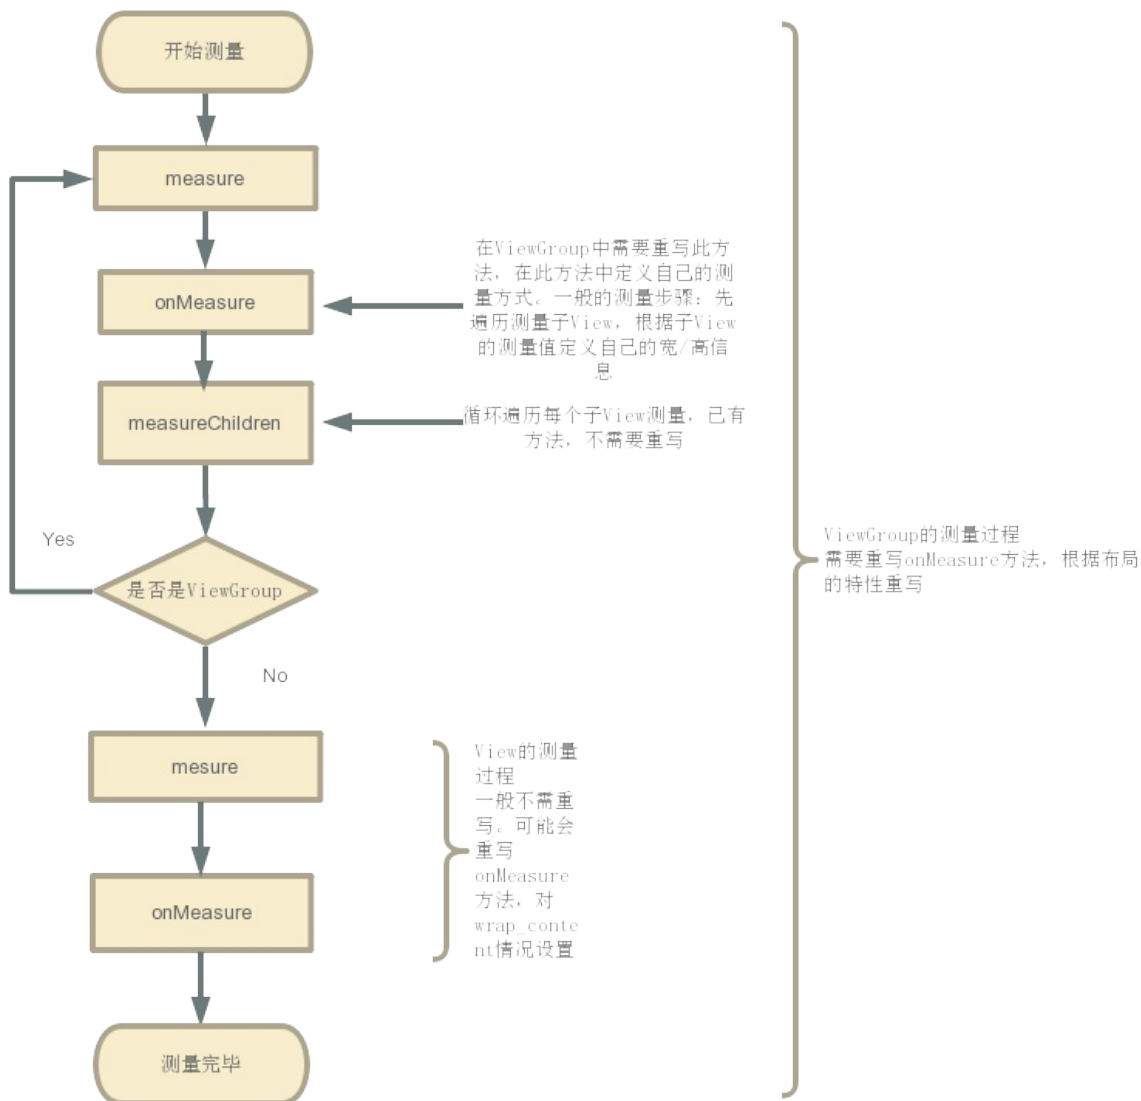 开始测量
measure
onMeasure
在ViewGroup中需要重写此方
法，在此方法中定义自己的测
量方式。一般的测量步骤：先
遍历测量子View，根据子View
的测量值定义自己的宽/高信
息
measureChildren
循环遍历每个子View测量，已有
方法，不需要重写
Yes
是否是ViewGroup
No
ViewGroup的测量过程
需要重写onMeasure方法，根据布局
的特性重写
mesure
onMeasure
View的测量
过程
一般不需重
写。可能会
重写
onMeasure
方法，对
wrap_conte
nt情况设置
测量完毕